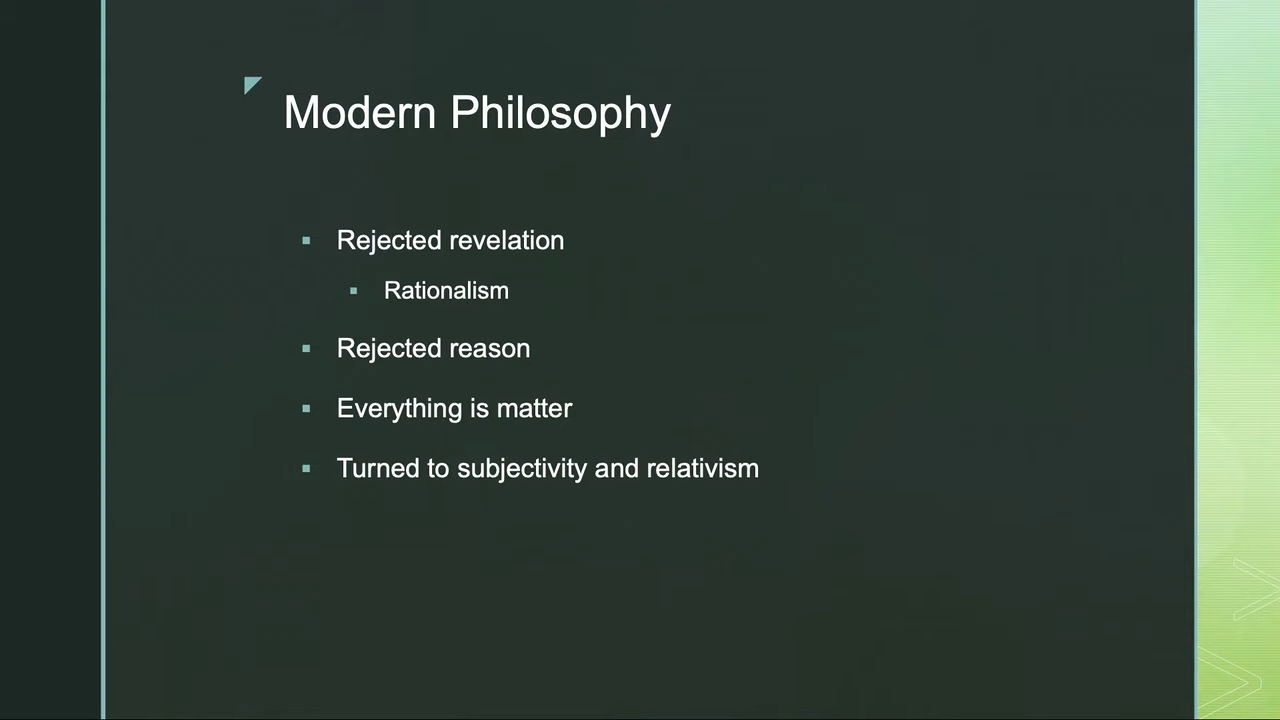 Modern Philosophy
Rejected revelation
Rationalism
Rejected reason
Everything is matter
Turned to subjectivity and relativism